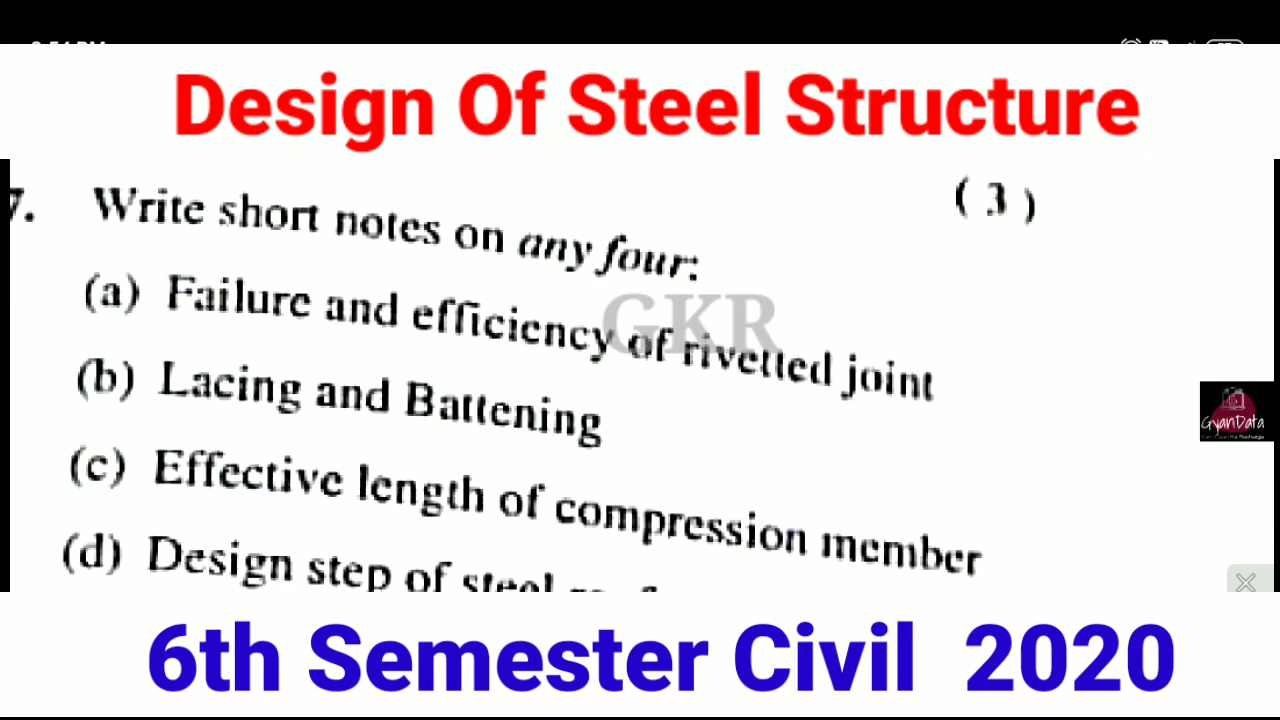 Design Of Steel Structure
( 3 )
7. Write short notes on any four:
(a) Failure and efficiency of rivetted joint
GKR
(b) Lacing and Battening
GyanData
(c) Effective length of compression member
(d) Design step of steel
6th Semester Civil 2020